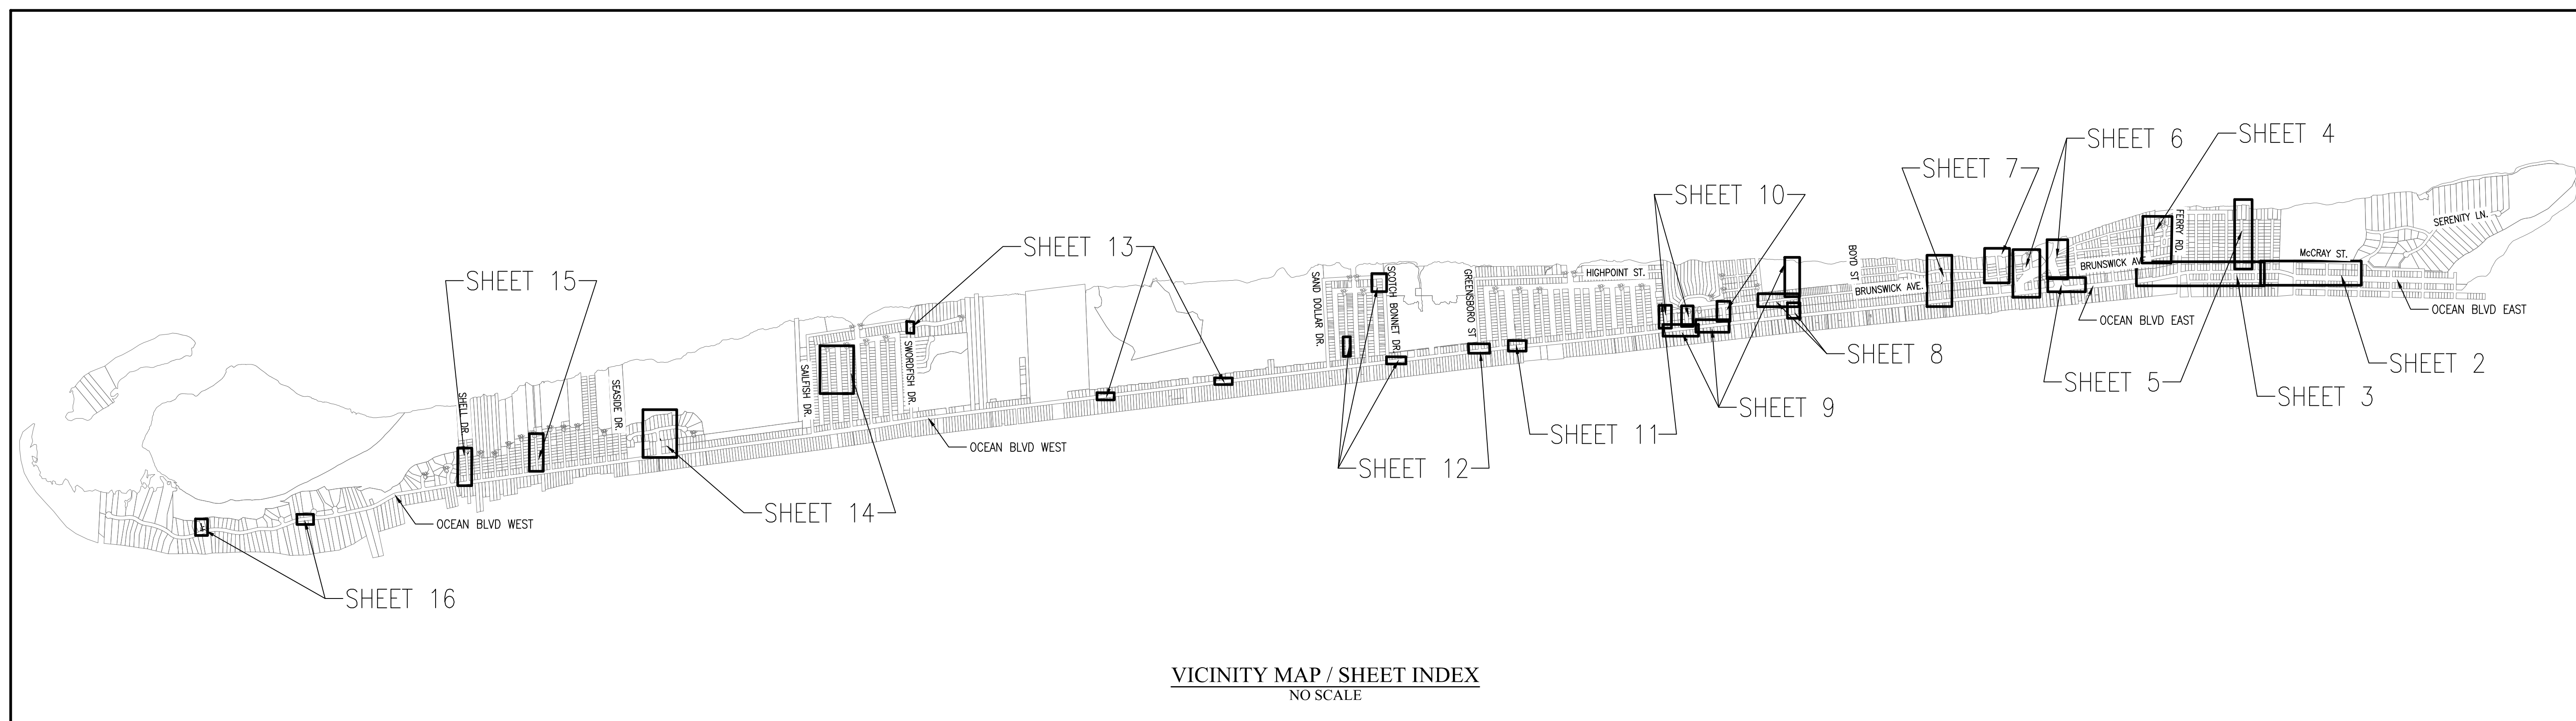 SHEET 4
SHEET 6
SHEET 7
SHEET 10
FERRY RD.
SERENITY LN.
SHEET 13
BOYD ST
McCRAY ST.
BRUNSWICK AVE.
SAND DOLLAR DR.
SCOTCH BONNET DR.
GREENSBORO ST
HIGHPOINT ST.
SHEET 15
BRUNSWICK AVE.
OCEAN BLVD EAST
OCEAN BLVD EAST
SHEET 8
SHEET 2
SAILFISH DR.
SWORDFISH DR.
SHEET 5
SHEET 3
SEASIDE DR.
SHELL DR.
SHEET 9
SHEET 11
OCEAN BLVD WEST
SHEET 12
SHEET 14
OCEAN BLVD WEST
SHEET 16
VICINITY MAP / SHEET INDEX
NO SCALE